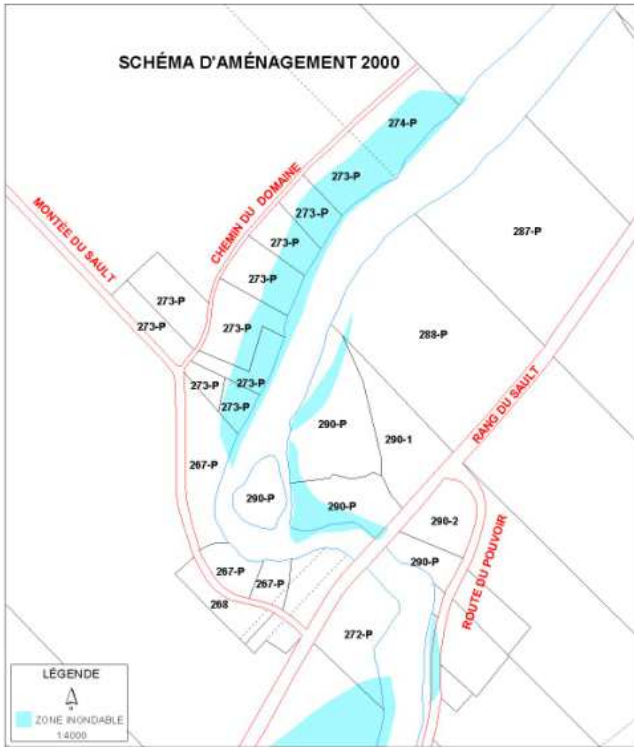 SCHÉMA D'AMÉNAGEMENT 2000
274-P
273-P
CHEMIN DU DOMAINE
273-P
MONTÉE DU SAULT
273-P
287-P
273-P
273-P
273-P
273-P
288-P
273-P
273-P
273-P
RANG DU SAULT
290-P
290-1
267-P
290-P
290-P
290-2
290-P
ROUTE DU POUVOIR
267-P
267-P
268
272-P
LÉGENDE
N
ZONE INONDABLE
1:4000